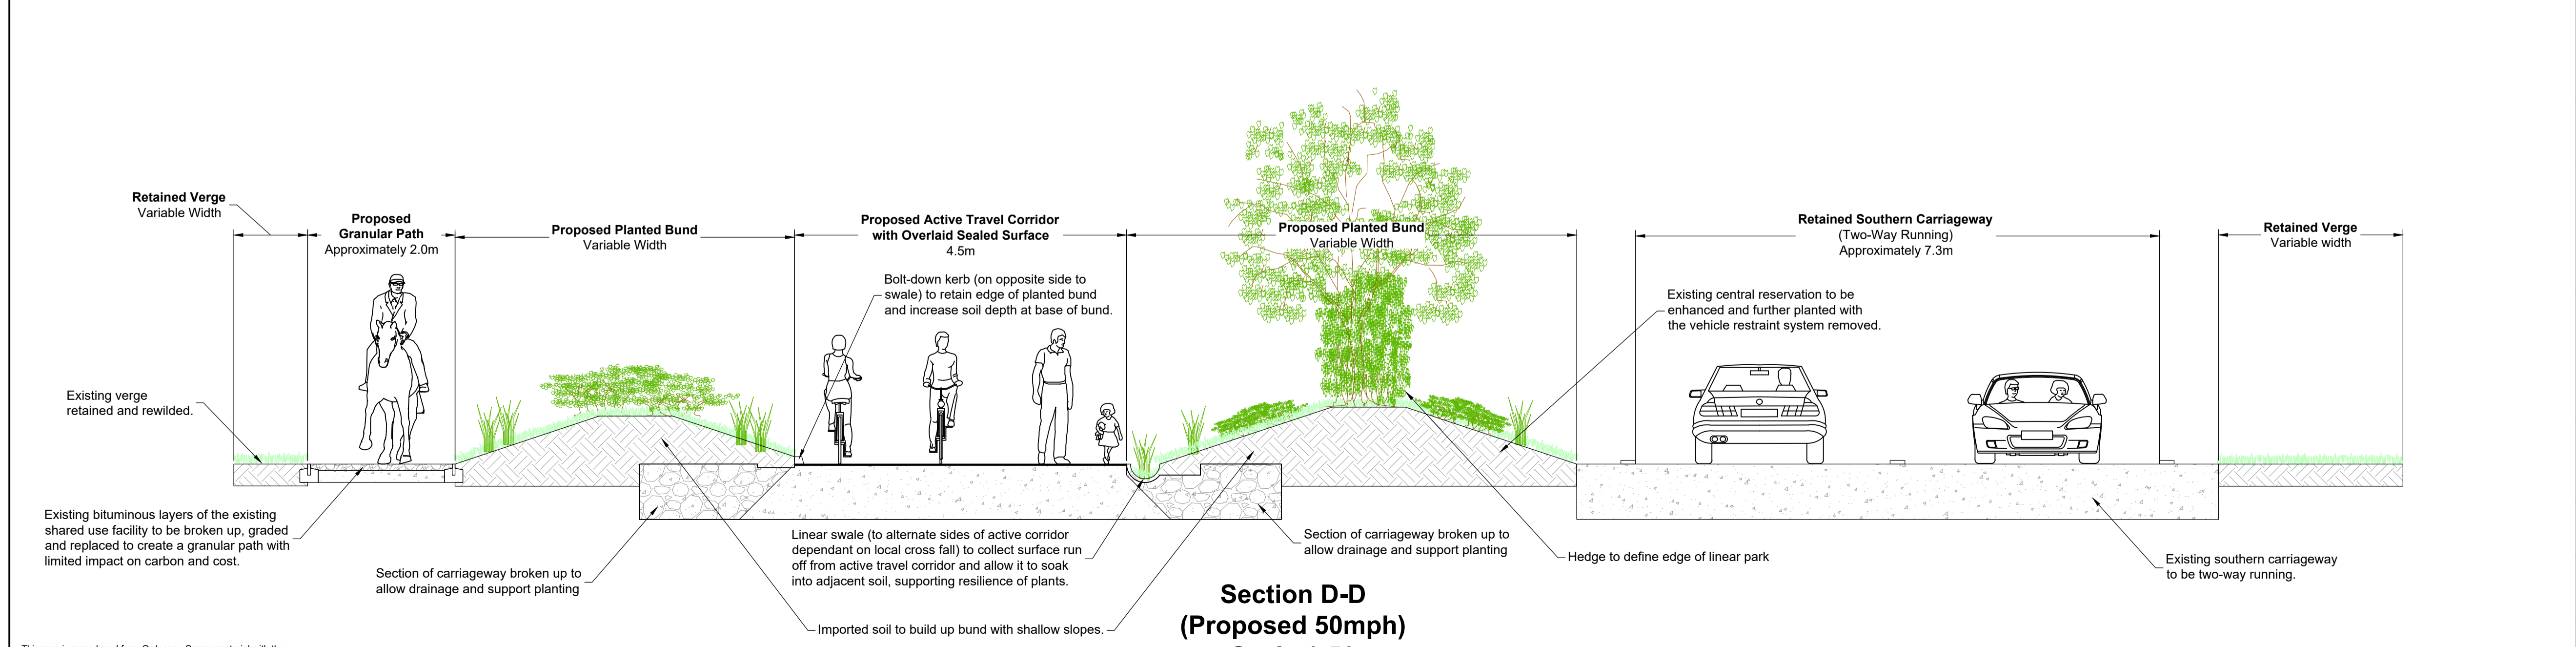 Retained Verge
Variable Width
Proposed
Granular Path
Approximately 2.0m
Proposed Planted Bund
Variable Width
Proposed Active Travel Corridor
with Overlaid Sealed Surface
4.5m
Proposed Planted Bund
Variable Width
Retained Southern Carriageway
(Two-Way Running)
Approximately 7.3m
Retained Verge
Variable width
Bolt-down kerb (on opposite side to
swale) to retain edge of planted bund
and increase soil depth at base of bund.
Existing central reservation to be
enhanced and further planted with
the vehicle restraint system removed.
Existing verge
retained and rewilded.
Existing bituminous layers of the existing
shared use facility to be broken up, graded
and replaced to create a granular path with
limited impact on carbon and cost.
Section of carriageway broken up to
allow drainage and support planting
Linear swale (to alternate sides of active corridor
dependant on local cross fall) to collect surface run
off from active travel corridor and allow it to soak
into adjacent soil, supporting resilience of plants.
Imported soil to build up bund with shallow slopes.
Section of carriageway broken up to
allow drainage and support planting
Hedge to define edge of linear park
Existing southern carriageway
to be two-way running.
Section D-D
(Proposed 50mph)